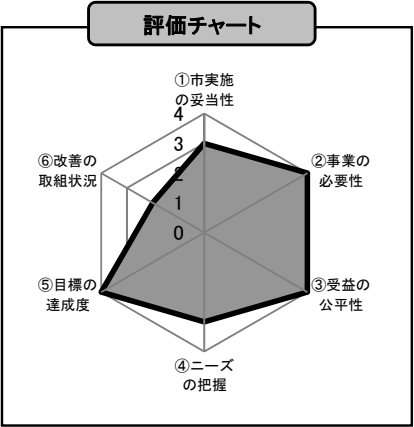 評価チャート
①市実施
の妥当性
4
3
2
1
0
②事業の
必要性
③受益の
公平性
④ニーズ
の把握
⑤目標の
達成度
⑥改善の
取組状況